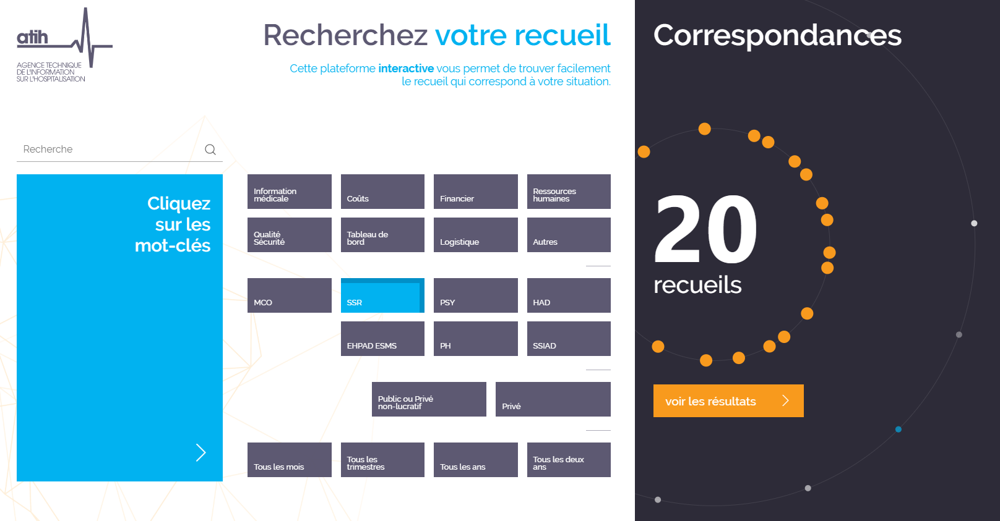 atih
AGENCE TECHNIQUE
DE L'INFORMATION
SUR L'HOSPITALISATION
Recherchez votre recueil
Cette plateforme interactive vous permet de trouver facilement
le recueil qui correspond à votre situation.
Recherche
Cliquez
sur les
mot-clés
Information
médicale
Coûts
Financier
Ressources
humaines
Qualité
Sécurité
Tableau de
bord
Logistique
Autres
MCO
SSR
PSY
HAD
EHPAD ESMS
PH
SSIAD
Public ou Privé
non-lucratif
Privé
Tous les mois
Tous les
trimestres
Tous les ans
Tous les deux
ans
Correspondances
20
recueils
voir les résultats